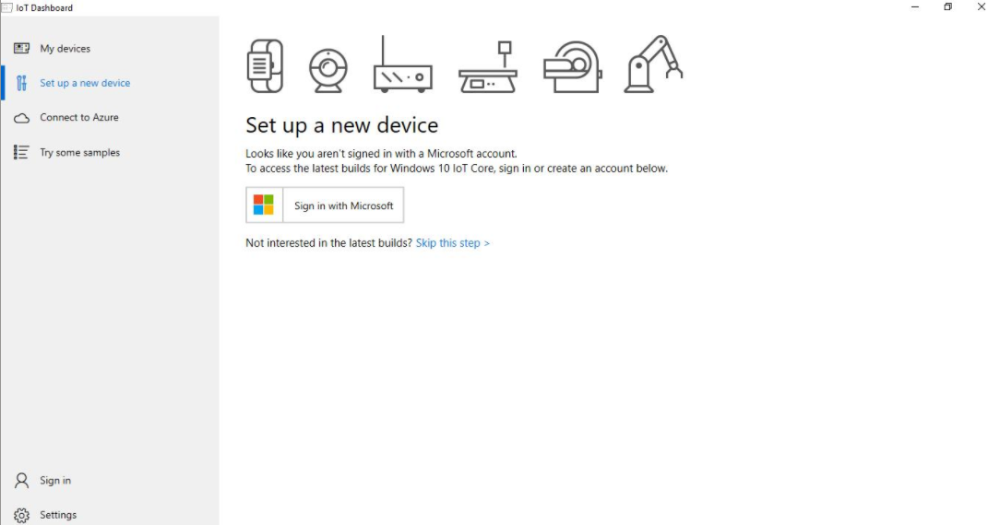 IoT Dashboard
My devices
Set up a new device
Connect to Azure
Try some samples
Sign in
Settings
Set up a new device
Looks like you aren't signed in with a Microsoft account.
To access the latest builds for Windows 10 IoT Core, sign in or create an account below.
Sign in with Microsoft
Not interested in the latest builds? Skip this step >